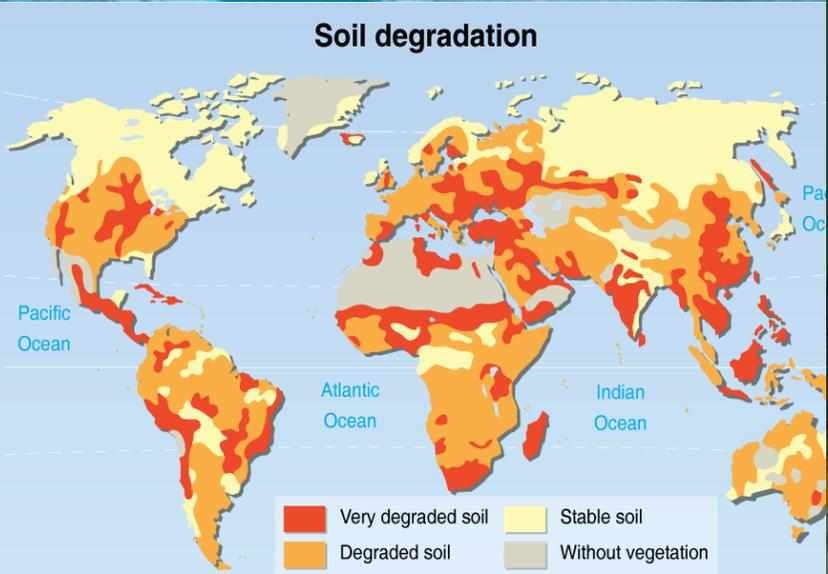 Soil degradation
Pacific
Ocean
Atlantic
Ocean
Indian
Ocean
Very degraded soil
Degraded soil
Stable soil
Without vegetation